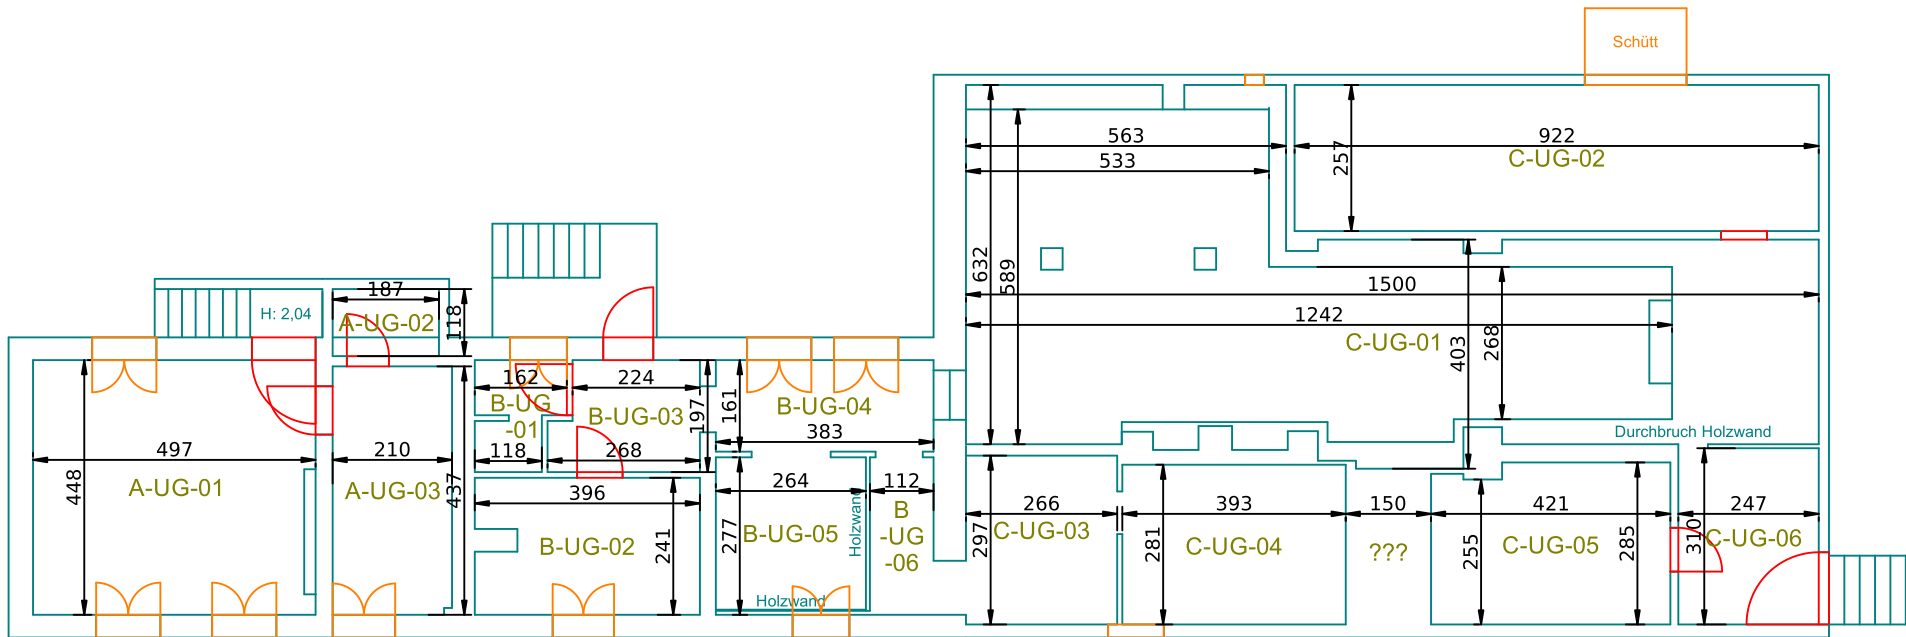 Schütt
563
922
257
C-UG-02
533
632
589
1500
187
H: 2,04
A-UG-02
118
1242
C-UG-01
403
268
162
224
B-UG
-01
B-UG-03
197
161
B-UG-04
383
Durchbruch Holzwand
497
210
118
268
448
A-UG-01
A-UG-03
437
396
264
112
B-UG-02
241
277
B-UG-05
Holzwand
B
-UG
-06
Holzwand
266
393
150
421
247
297
C-UG-03
281
C-UG-04
???
255
C-UG-05
285
310
C-UG-06